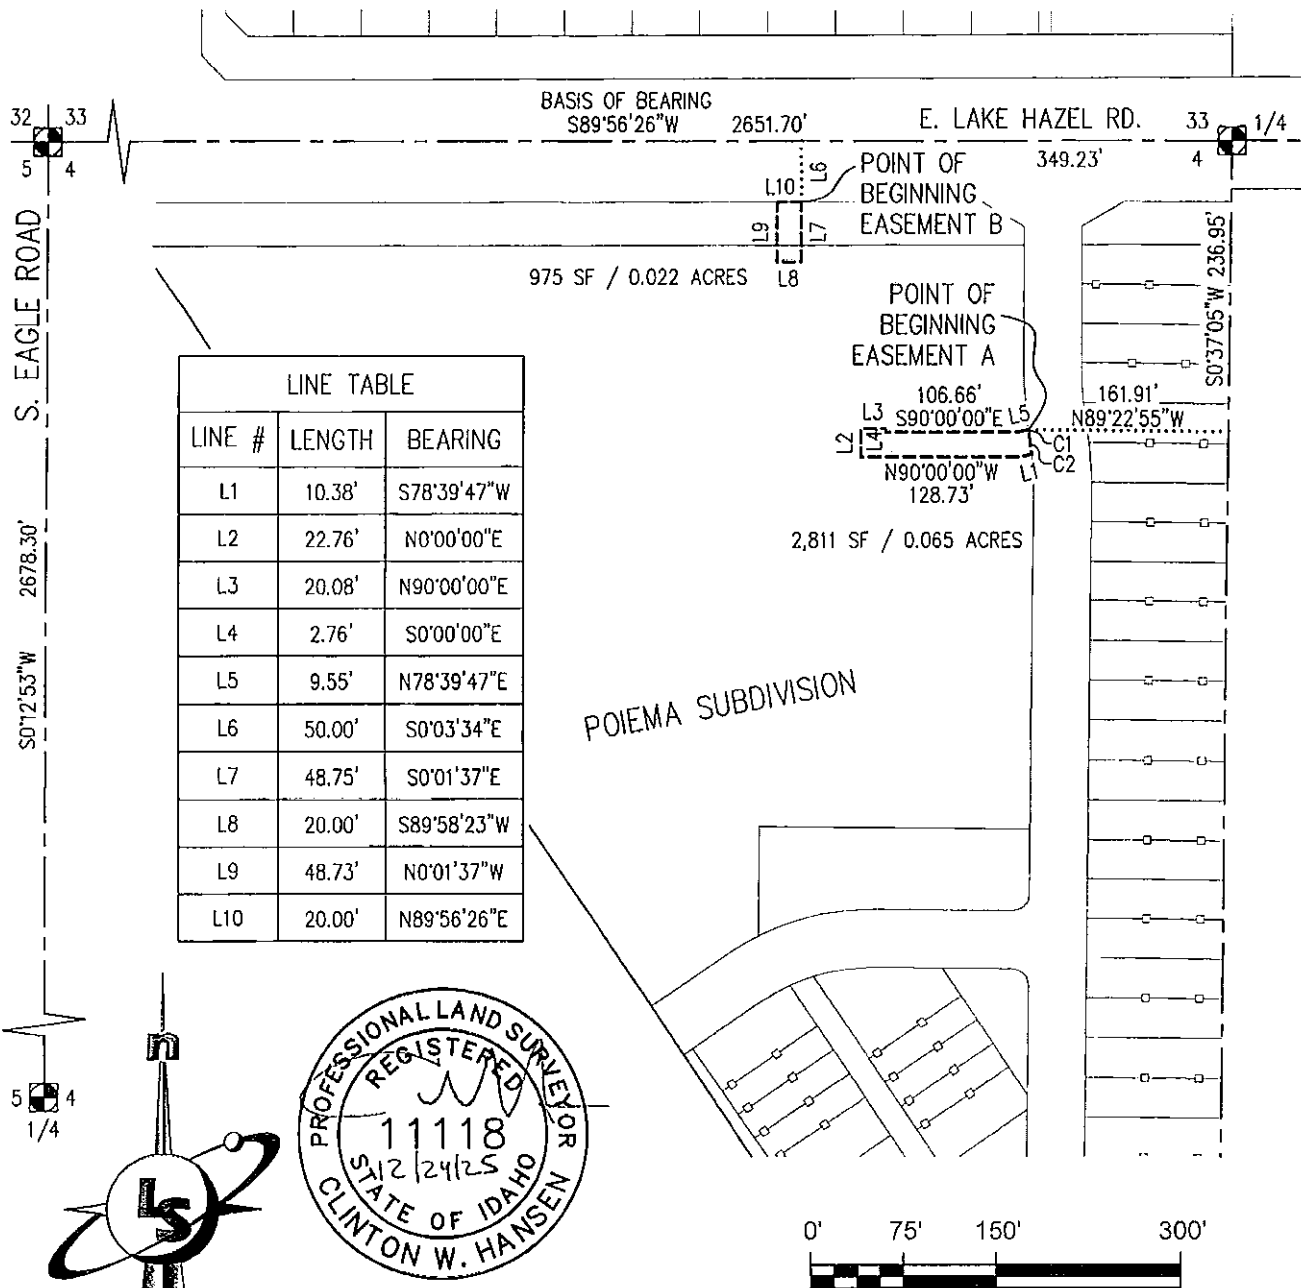 BASIS OF BEARING
S89°56'26"W 2651.70'
E. LAKE HAZEL RD.
349.23'
32 33
5 4
33 1/4
4
L6
POINT OF
BEGINNING
EASEMENT B
L10
L9
L7
L8
975 SF / 0.022 ACRES
S. EAGLE ROAD
S0°12'53"W 2678.30'
S0°37'05"W 236.95'
POINT OF
BEGINNING
EASEMENT A
106.66'
S90°00'00"E
L5
L3
L2
L4
161.91'
N89°22'55"W
C1
C2
L1
N90°00'00"W
128.73'
2,811 SF / 0.065 ACRES
LINE TABLE
LINE # LENGTH BEARING
L1 10.38' S78°39'47"W
L2 22.76' N0°00'00"E
L3 20.08' N90°00'00"E
L4 2.76' S0°00'00"E
L5 9.55' N78°39'47"E
L6 50.00' S0°03'34"E
L7 48.75' S0°01'37"E
L8 20.00' S89°58'23"W
L9 48.73' N0°01'37"W
L10 20.00' N89°56'26"E
POIEMA SUBDIVISION
5 4
1/4
n
LS
PROFESSIONAL LAND SURVEYOR
REGISTERED
11118
12/24/25
STATE OF IDAHO
CLINTON W. HANSEN
0' 75' 150' 300'